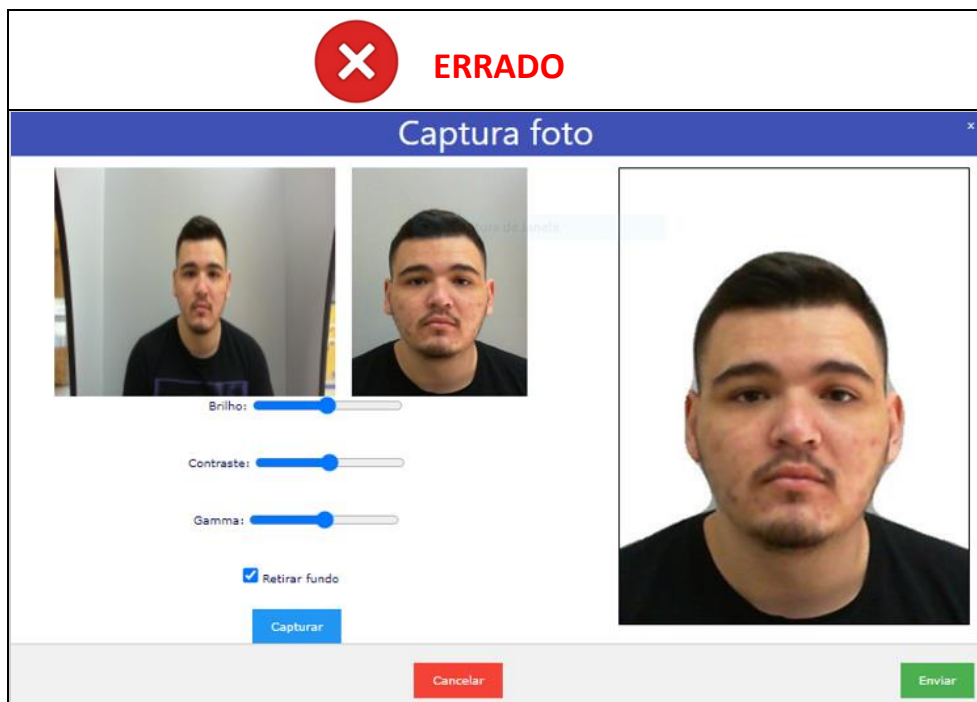 ERRADO
Captura foto
x
Brilho:
Contraste:
Gamma:
Retirar fundo
Capturar
Cancelar
Enviar